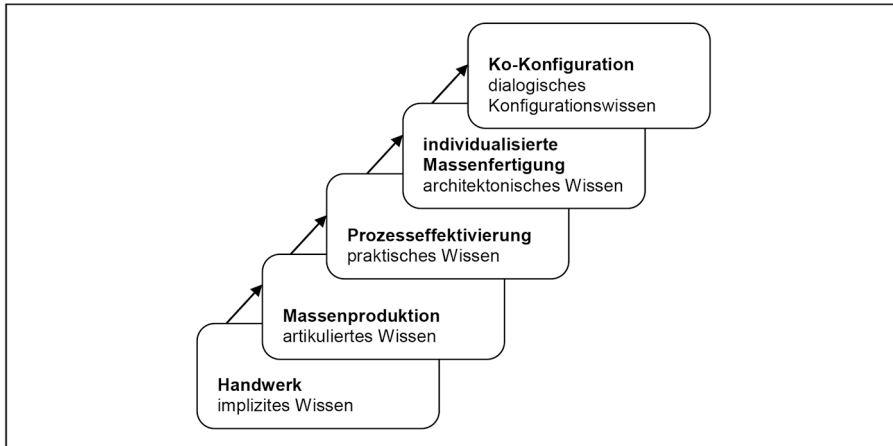 Ko-Konfiguration
dialogisches
Konfigurationswissen
individualisierte
Massenfertigung
architektonisches Wissen
Prozesseffektivierung
praktisches Wissen
Massenproduktion
artikuliertes Wissen
Handwerk
implizites Wissen